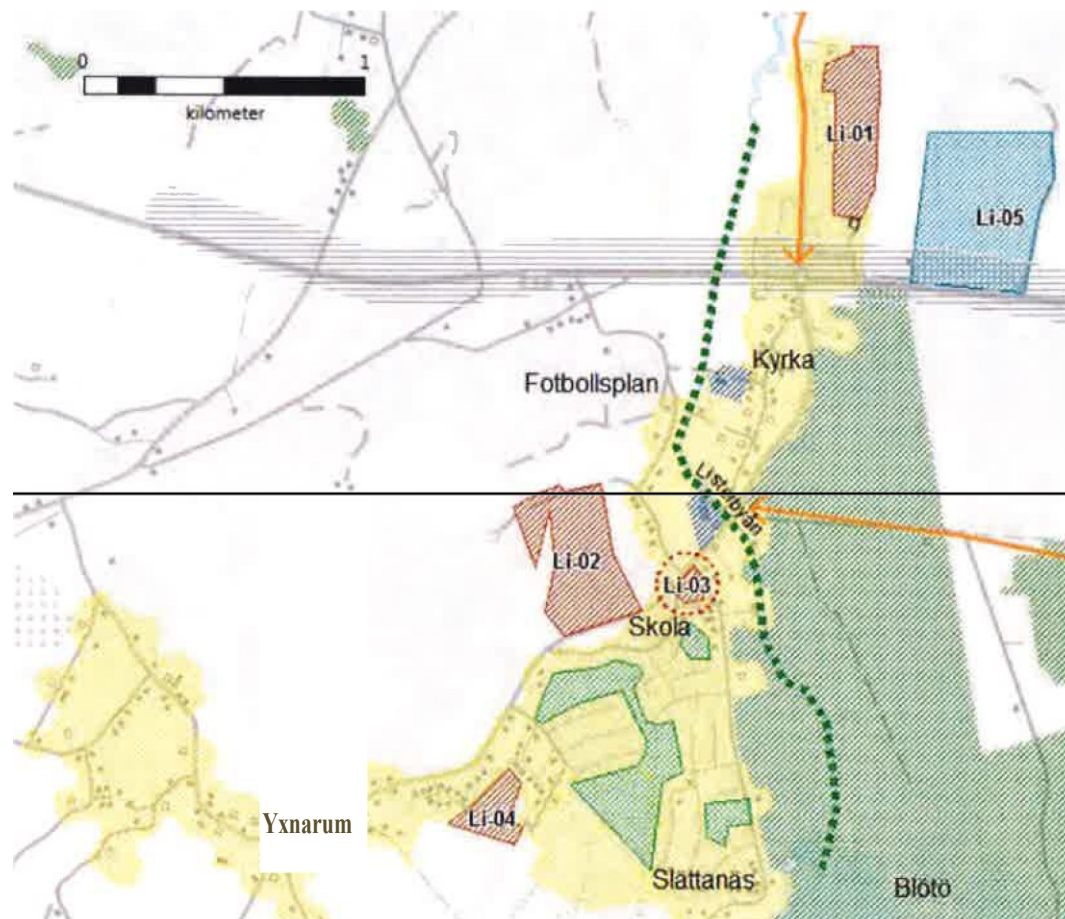 0 1
kilometer
Li-01
Li-05
Kyrka
Fotbollsplan
Listerbyån
Li-02
Li-03
Skola
Li-04
Yxnarum
Slättanäs
Blötö